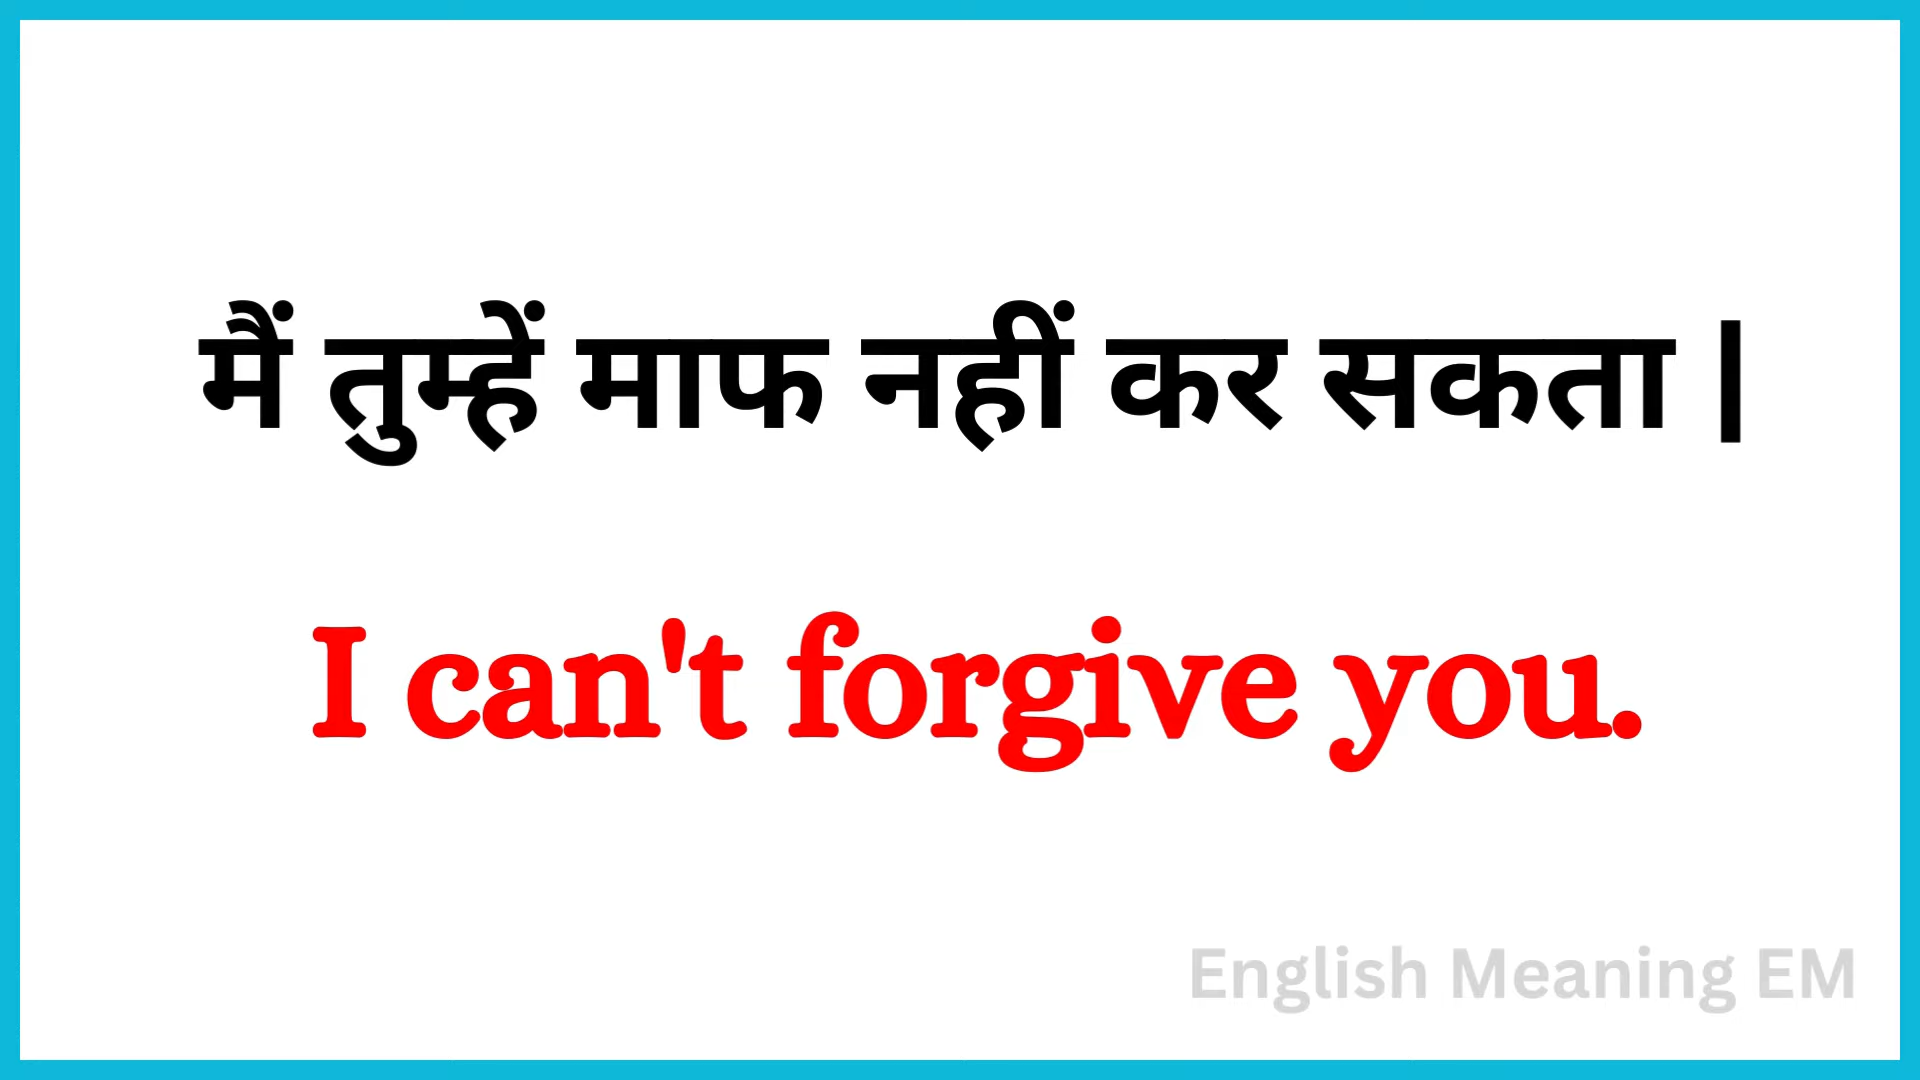 मैं तुम्हें माफ नहीं कर सकता |
I can't forgive you.
English Meaning EM